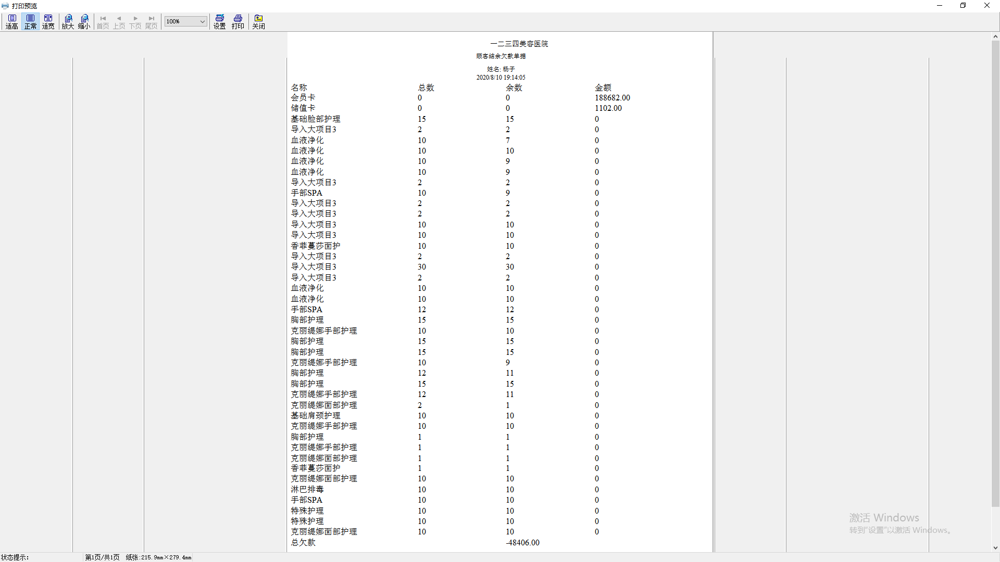 打印预览
适高 正常 适宽 放大 缩小 首页 上页 下页 尾页 100% 设置 打印 关闭
一二三四美容医院
顾客结余欠款单据
姓名: 杨子
2020/8/10 19:14:05
名称 总数 余数 金额
会员卡 0 0 188682.00
储值卡 0 0 1102.00
基础脸部护理 15 15 0
导入大项目3 2 2 0
血液净化 10 7 0
血液净化 10 10 0
血液净化 10 9 0
血液净化 10 9 0
导入大项目3 2 2 0
手部SPA 10 9 0
导入大项目3 2 2 0
导入大项目3 2 2 0
导入大项目3 10 10 0
导入大项目3 10 10 0
香菲蔓莎面护 10 10 0
导入大项目3 2 2 0
导入大项目3 30 30 0
导入大项目3 2 2 0
血液净化 10 10 0
血液净化 10 10 0
手部SPA 12 12 0
胸部护理 15 15 0
克丽缇娜手部护理 10 10 0
胸部护理 15 15 0
胸部护理 15 15 0
克丽缇娜手部护理 10 9 0
胸部护理 12 11 0
胸部护理 15 15 0
克丽缇娜手部护理 12 11 0
克丽缇娜面部护理 2 1 0
基础肩颈护理 10 10 0
克丽缇娜手部护理 10 10 0
胸部护理 1 1 0
克丽缇娜手部护理 1 1 0
克丽缇娜面部护理 1 1 0
香菲蔓莎面护 1 1 0
克丽缇娜面部护理 10 10 0
淋巴排毒 10 10 0
手部SPA 10 10 0
特殊护理 10 10 0
特殊护理 10 10 0
克丽缇娜面部护理 10 10 0
总欠款 -48406.00
激活 Windows
转到“设置”以激活 Windows。
状态提示: 第1页/共1页 纸张:215.9mm×279.4mm